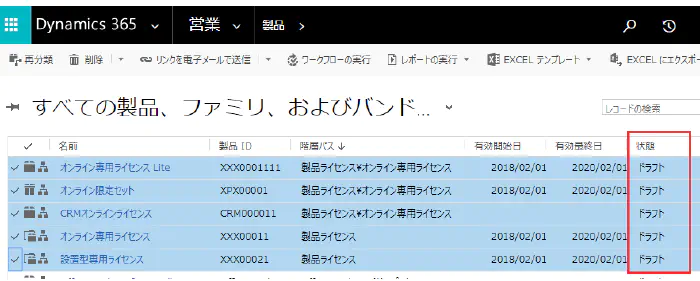 Dynamics 365 営業 製品
再分類 削除 リンクを電子メールで送信 ワークフローの実行 レポートの実行 EXCEL テンプレート EXCEL にエクスポー
すべての製品、ファミリ、およびバンド... レコードの検索
名前 製品 ID 階層パス↓ 有効開始日 有効最終日 状態
オンライン専用ライセンス Lite XXX0001111 製品ライセンス¥オンライン専用ライセンス 2018/02/01 2020/02/01 ドラフト
オンライン限定セット XPX00001 製品ライセンス¥オンライン専用ライセンス 2018/02/01 2020/02/01 ドラフト
CRMオンラインライセンス CRM000011 製品ライセンス¥オンライン専用ライセンス ドラフト
オンライン専用ライセンス XXX00011 製品ライセンス 2018/02/01 2020/02/01 ドラフト
設置型専用ライセンス XXX00021 製品ライセンス 2018/02/01 2020/02/01 ドラフト